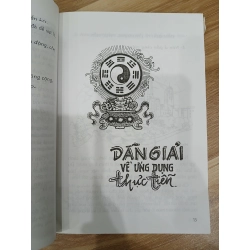 DẪN GIẢI
VỀ ỨNG DỤNG
thực tiễn